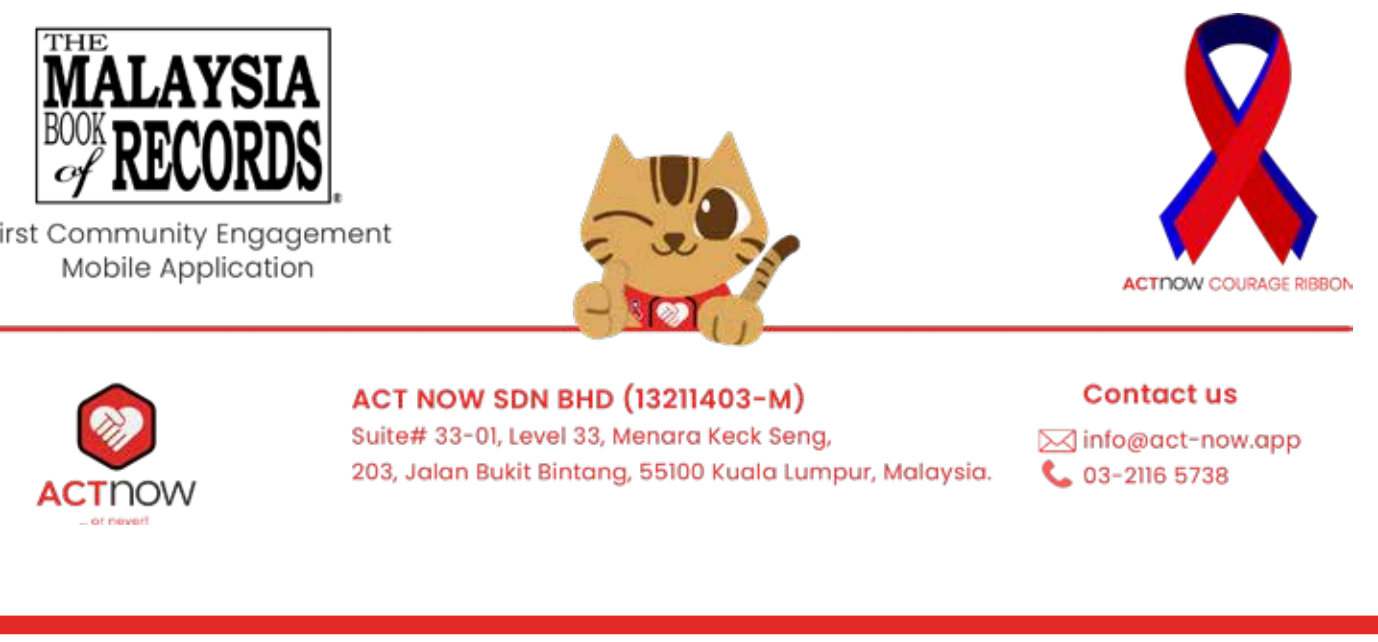 THE
MALAYSIA
BOOK
of RECORDS
irst Community Engagement
Mobile Application
ACTNOW COURAGE RIBBON
ACTNOW
... or never!
ACT NOW SDN BHD (13211403-M)
Suite# 33-01, Level 33, Menara Keck Seng,
203, Jalan Bukit Bintang, 55100 Kuala Lumpur, Malaysia.
Contact us
info@act-now.app
03-2116 5738